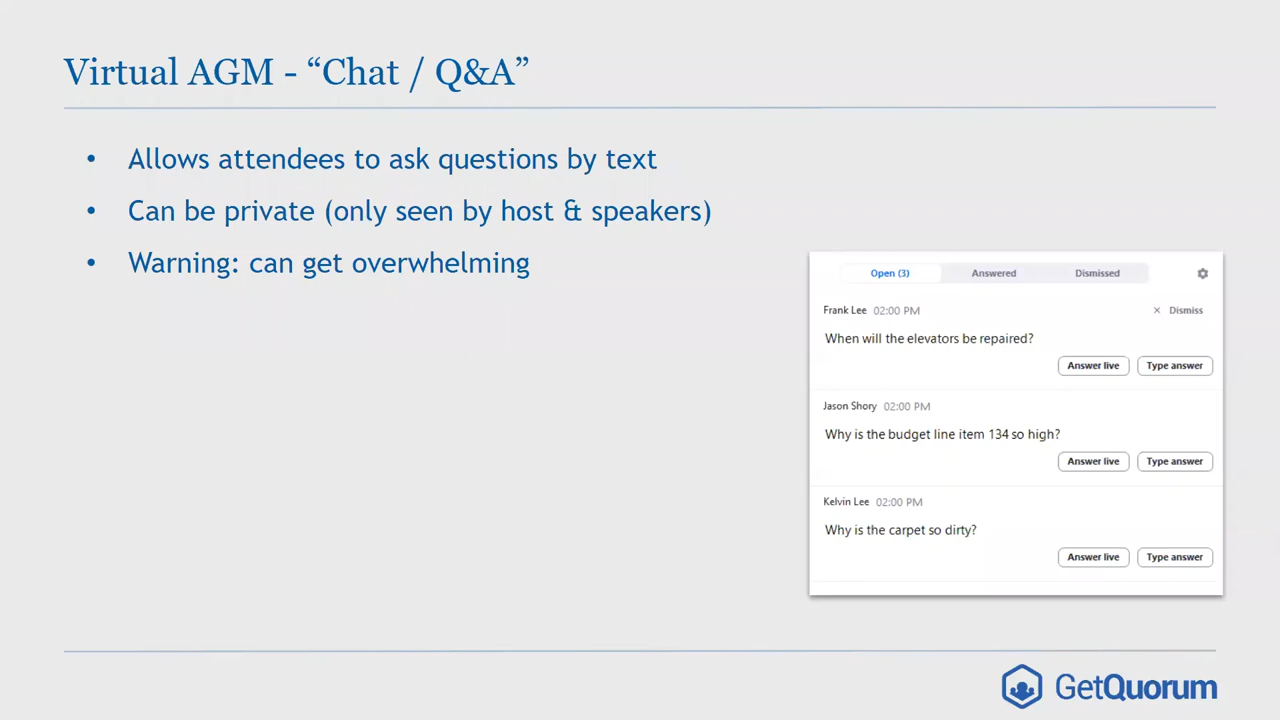 Virtual AGM - “Chat / Q&A”
• Allows attendees to ask questions by text
• Can be private (only seen by host & speakers)
• Warning: can get overwhelming
Open (3) Answered Dismissed
Frank Lee 02:00 PM × Dismiss
When will the elevators be repaired?
Answer live Type answer
Jason Shory 02:00 PM
Why is the budget line item 134 so high?
Answer live Type answer
Kelvin Lee 02:00 PM
Why is the carpet so dirty?
Answer live Type answer
GetQuorum